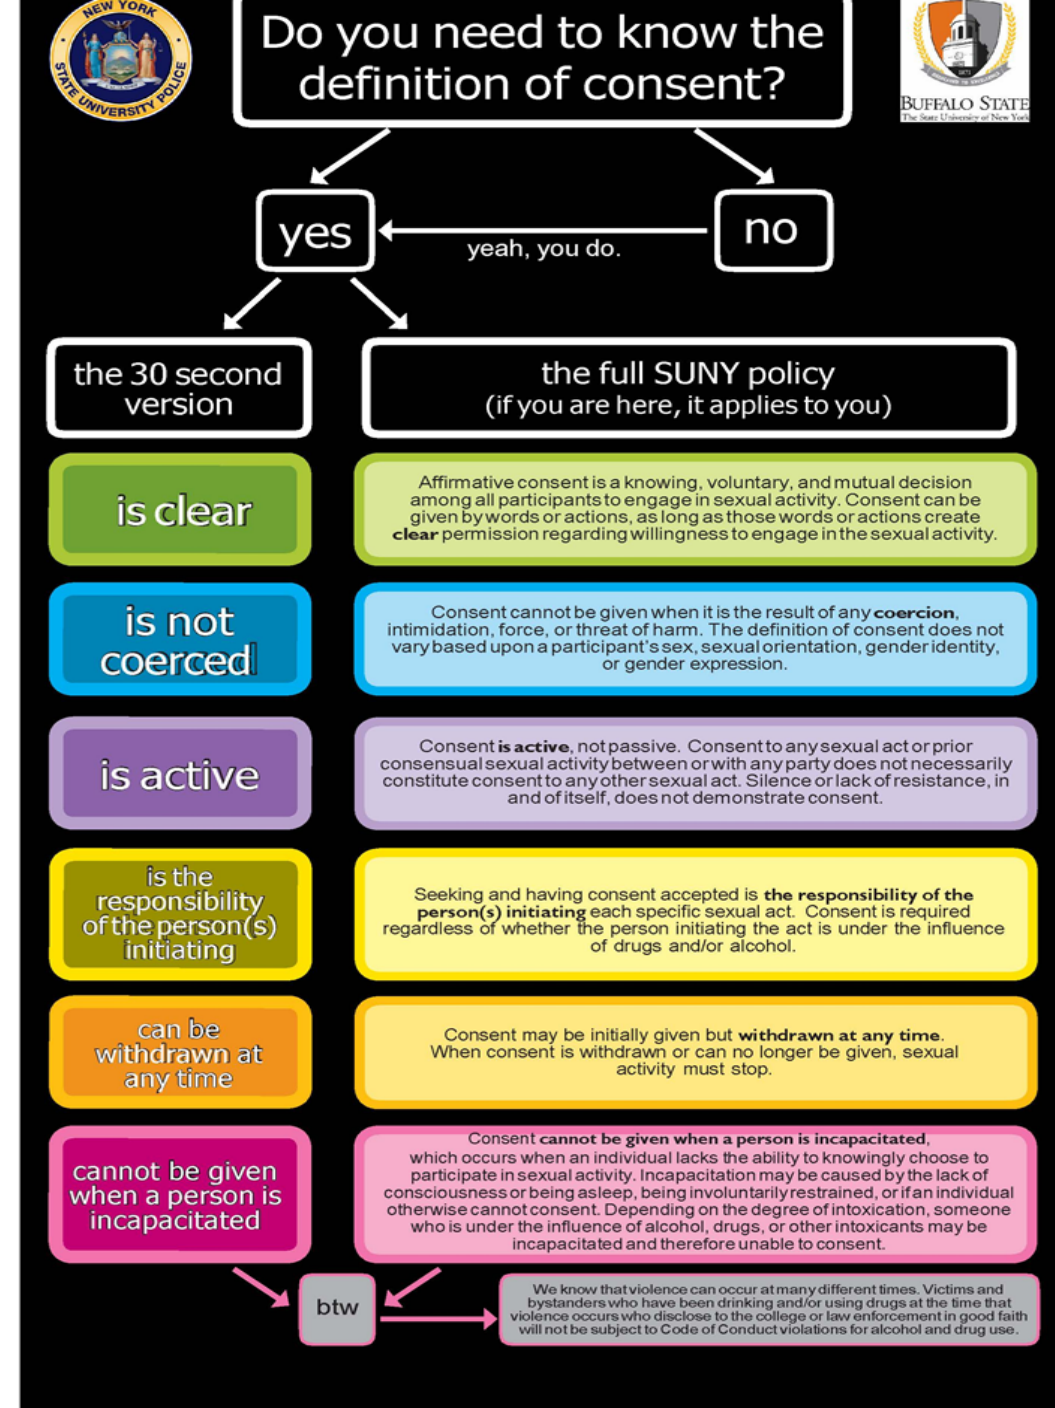 NEW YORK
STATE UNIVERSITY POLICE
Do you need to know the
definition of consent?
BUFFALO STATE
The State University of New York
yes
no
yeah, you do.
the 30 second
version
the full SUNY policy
(if you are here, it applies to you)
is clear
Affirmative consent is a knowing, voluntary, and mutual decision
among all participants to engage in sexual activity. Consent can be
given by words or actions, as long as those words or actions create
clear permission regarding willingness to engage in the sexual activity.
is not
coerced
Consent cannot be given when it is the result of any coercion,
intimidation, force, or threat of harm. The definition of consent does not
vary based upon a participant's sex, sexual orientation, gender identity,
or gender expression.
is active
Consent is active, not passive. Consent to any sexual act or prior
consensual sexual activity between or with any party does not necessarily
constitute consent to any other sexual act. Silence or lack of resistance, in
and of itself, does not demonstrate consent.
is the
responsibility
of the person(s)
initiating
Seeking and having consent accepted is the responsibility of the
person(s) initiating each specific sexual act. Consent is required
regardless of whether the person initiating the act is under the influence
of drugs and/or alcohol.
can be
withdrawn at
any time
Consent may be initially given but withdrawn at any time.
When consent is withdrawn or can no longer be given, sexual
activity must stop.
cannot be given
when a person is
incapacitated
Consent cannot be given when a person is incapacitated,
which occurs when an individual lacks the ability to knowingly choose to
participate in sexual activity. Incapacitation may be caused by the lack of
consciousness or being asleep, being involuntarily restrained, or if an individual
otherwise cannot consent. Depending on the degree of intoxication, someone
who is under the influence of alcohol, drugs, or other intoxicants may be
incapacitated and therefore unable to consent.
btw
We know that violence can occur at many different times. Victims and
bystanders who have been drinking and/or using drugs at the time that
violence occurs who disclose to the college or law enforcement in good faith
will not be subject to Code of Conduct violations for alcohol and drug use.